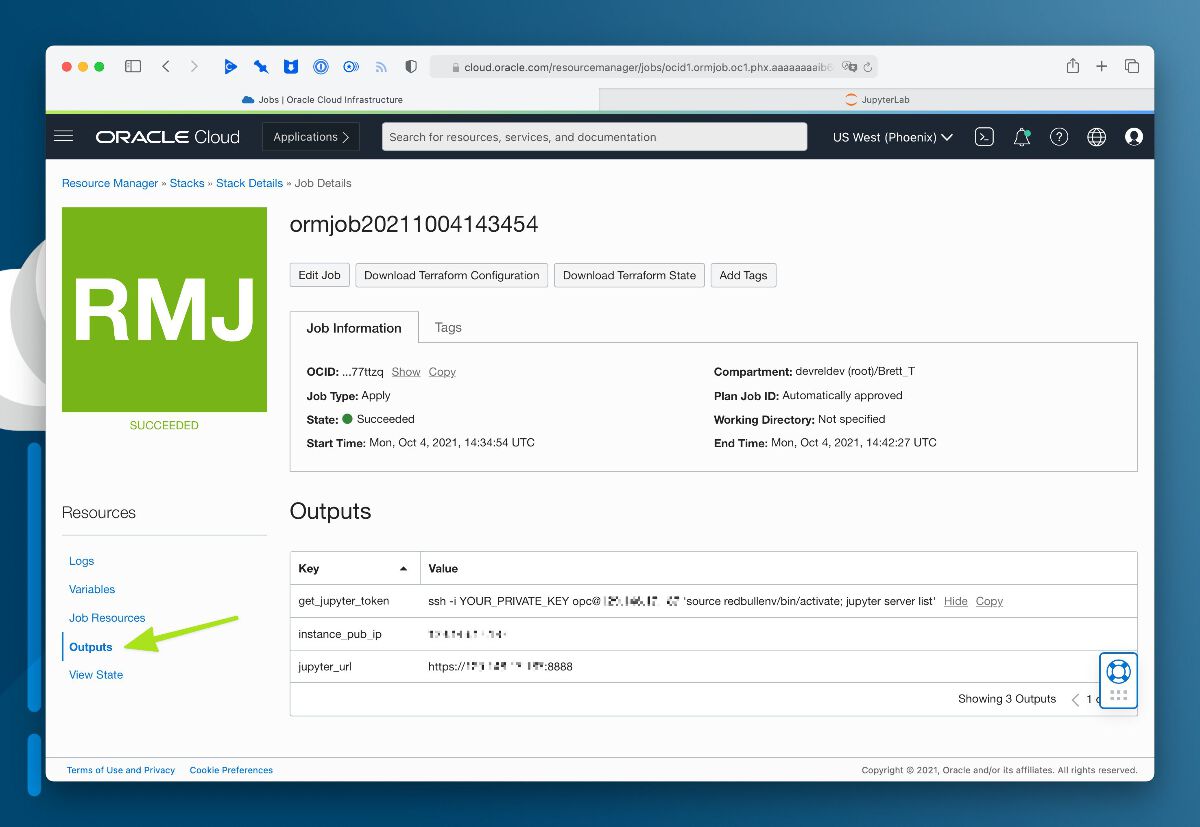 cloud.oracle.com/resourcemanager/jobs/ocid1.ormjob.oc1.phx.aaaaaaaaib6
Jobs | Oracle Cloud Infrastructure
JupyterLab
ORACLE Cloud
Applications
Search for resources, services, and documentation
US West (Phoenix)
Resource Manager » Stacks » Stack Details » Job Details
RMJ
SUCCEEDED
ormjob20211004143454
Edit Job
Download Terraform Configuration
Download Terraform State
Add Tags
Job Information
Tags
OCID: ...77ttzq Show Copy
Job Type: Apply
State: Succeeded
Start Time: Mon, Oct 4, 2021, 14:34:54 UTC
Compartment: devreldev (root)/Brett_T
Plan Job ID: Automatically approved
Working Directory: Not specified
End Time: Mon, Oct 4, 2021, 14:42:27 UTC
Resources
Logs
Variables
Job Resources
Outputs
View State
Outputs
Key Value
get_jupyter_token ssh -i YOUR_PRIVATE_KEY opc@ 'source redbullenv/bin/activate; jupyter server list' Hide Copy
instance_pub_ip
jupyter_url https:// :8888
Showing 3 Outputs 1
Terms of Use and Privacy Cookie Preferences
Copyright © 2021, Oracle and/or its affiliates. All rights reserved.